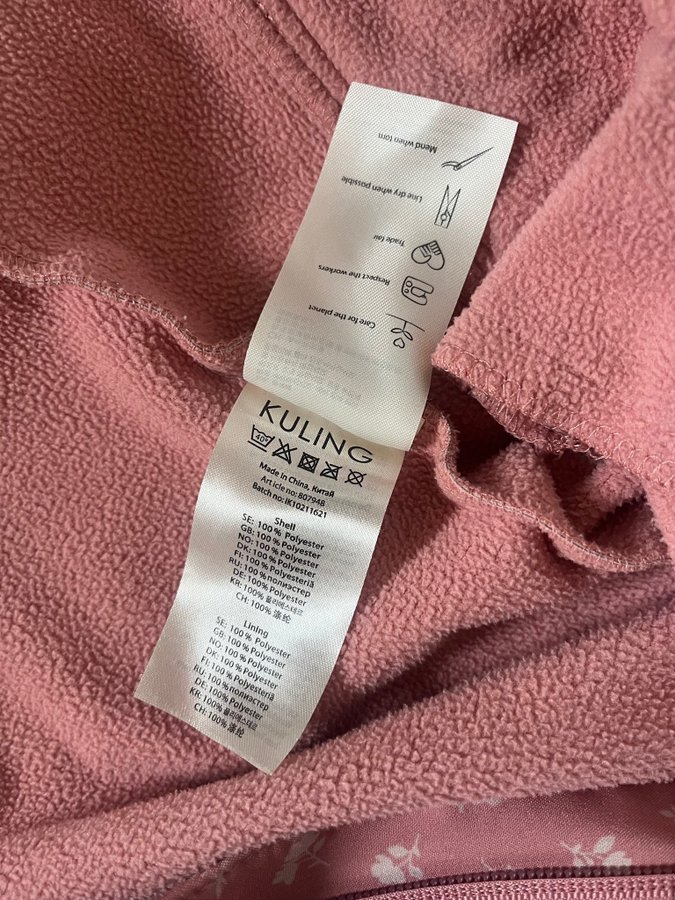 Care for the planet
Respect the workers
Trade fair
Line dry when possible
Mend when torn
KULING
40°
Made in China, Китай
Article no: 807948
Batch no: IK10211621
Shell
SE: 100% Polyester
GB: 100% Polyester
NO: 100% Polyester
DK: 100% Polyester
FI: 100% Polyesteriä
RU: 100% полиэстер
DE: 100% Polyester
KR: 100% 폴리에스테르
CH: 100% 涤纶
Lining
SE: 100% Polyester
GB: 100% Polyester
NO: 100% Polyester
DK: 100% Polyester
FI: 100% Polyesteriä
RU: 100% полиэстер
DE: 100% Polyester
KR: 100% 폴리에스테르
CH: 100% 涤纶